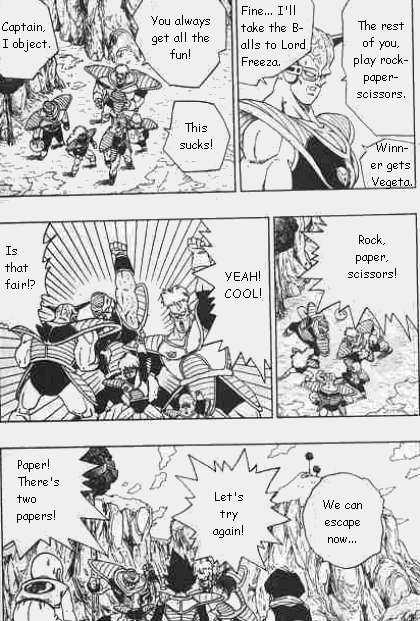 Captain,
I object.
You always
get all the
fun!
This
sucks!
Fine... I'll
take the B-
alls to Lord
Freeza.
The rest
of you,
play rock-
paper-
scissors.
Winn-
er gets
Vegeta.
Is
that
fair!?
YEAH!
COOL!
Rock,
paper,
scissors!
Paper!
There's
two
papers!
Let's
try
again!
We can
escape
now...